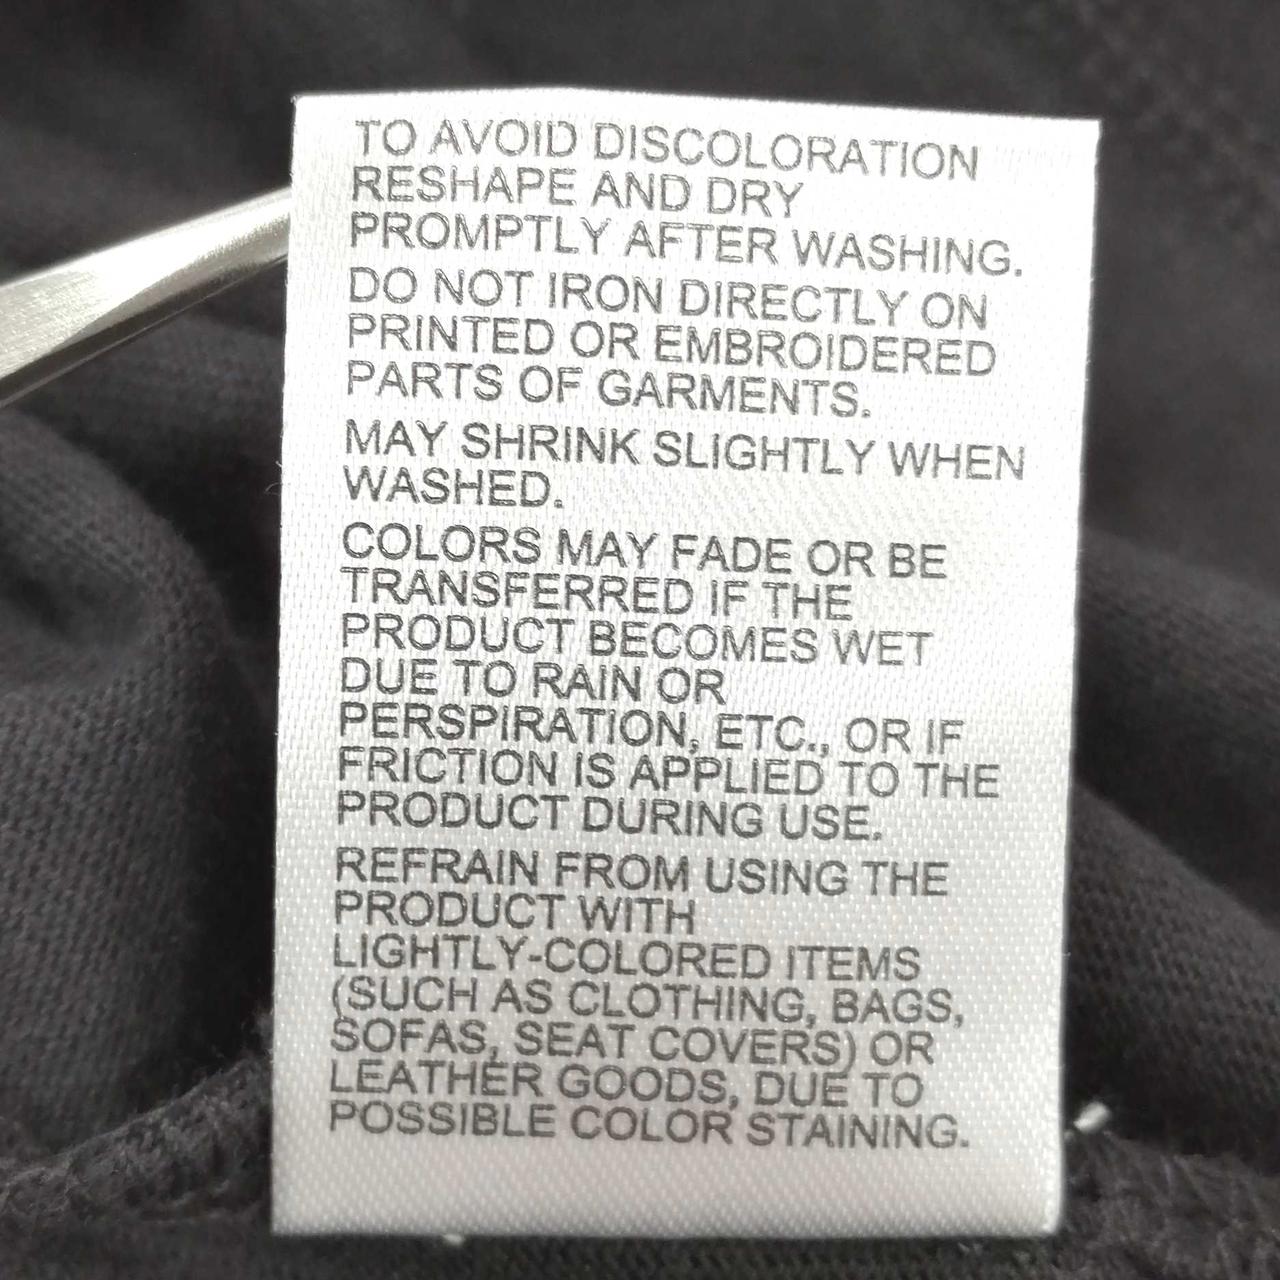 TO AVOID DISCOLORATION
RESHAPE AND DRY
PROMPTLY AFTER WASHING.
DO NOT IRON DIRECTLY ON
PRINTED OR EMBROIDERED
PARTS OF GARMENTS.
MAY SHRINK SLIGHTLY WHEN
WASHED.
COLORS MAY FADE OR BE
TRANSFERRED IF THE
PRODUCT BECOMES WET
DUE TO RAIN OR
PERSPIRATION, ETC., OR IF
FRICTION IS APPLIED TO THE
PRODUCT DURING USE.
REFRAIN FROM USING THE
PRODUCT WITH
LIGHTLY-COLORED ITEMS
(SUCH AS CLOTHING, BAGS,
SOFAS, SEAT COVERS) OR
LEATHER GOODS, DUE TO
POSSIBLE COLOR STAINING.